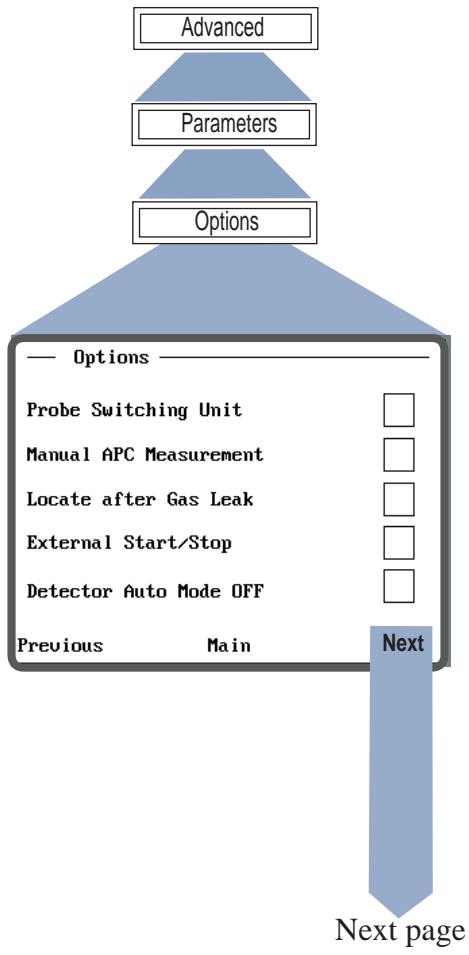 Advanced
Parameters
Options
Options
Probe Switching Unit
Manual APC Measurement
Locate after Gas Leak
External Start/Stop
Detector Auto Mode OFF
Previous Main Next
Next page